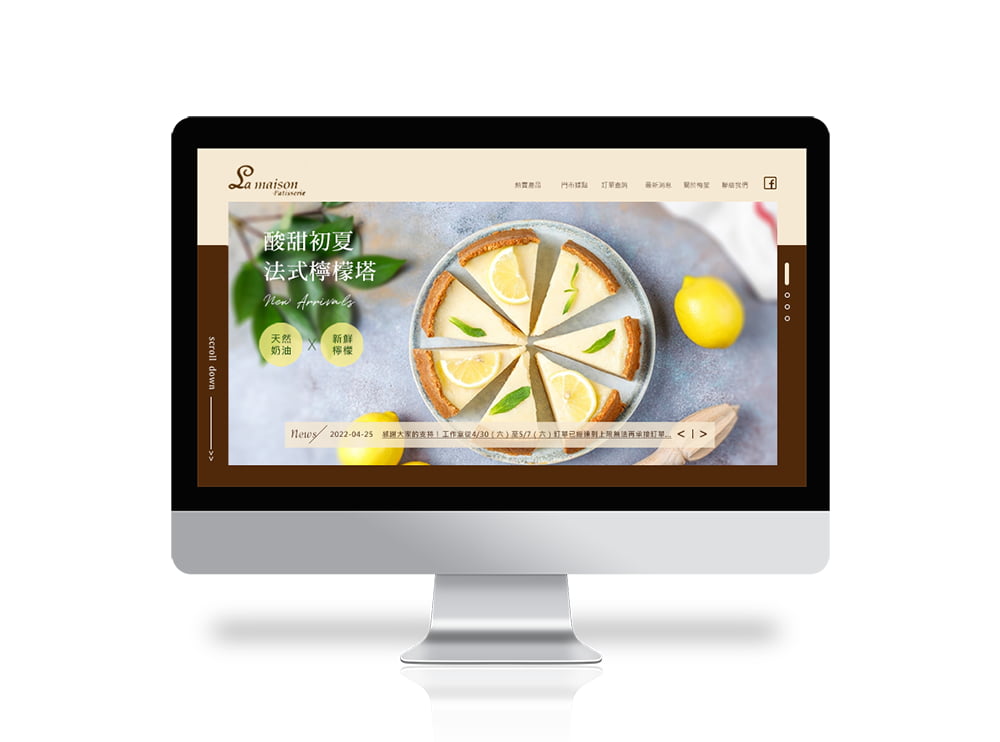 La maison
Patisserie
熱賣產品 門市據點 訂單查詢 最新消息 關於梅笙 聯絡我們
酸甜初夏
法式檸檬塔
New Arrivals
天然
奶油
X
新鮮
檸檬
scroll down
News 2022-04-25 感謝大家的支持！工作室從4/30（六）至5/7（六）訂單已經達到上限無法再承接訂單... < | >